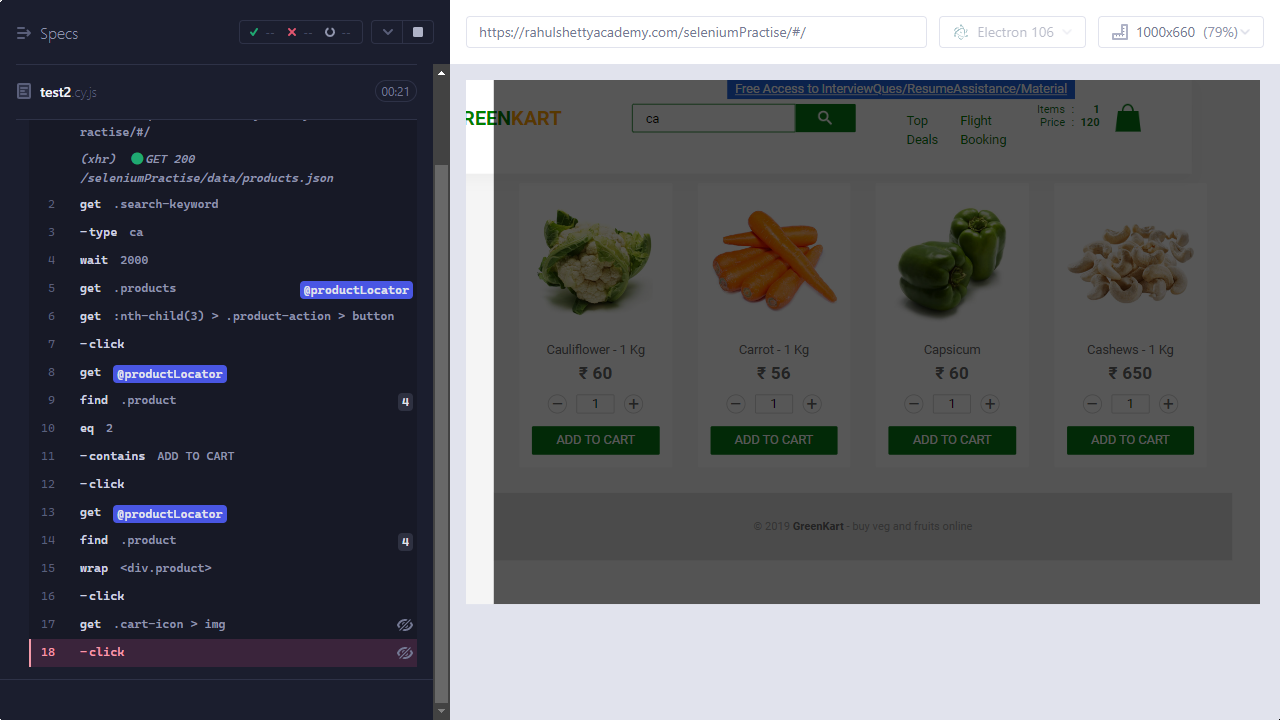 Specs
-- -- --
test2.cy.js
00:21
ractise/#/
(xhr) GET 200
/seleniumPractise/data/products.json
2 get .search-keyword
3 -type ca
4 wait 2000
5 get .products @productLocator
6 get :nth-child(3) > .product-action > button
7 -click
8 get @productLocator
9 find .product 4
10 eq 2
11 -contains ADD TO CART
12 -click
13 get @productLocator
14 find .product 4
15 wrap <div.product>
16 -click
17 get .cart-icon > img
18 -click
https://rahulshettyacademy.com/seleniumPractise/#/
Electron 106
1000x660 (79%)
Free Access to InterviewQues/ResumeAssistance/Material
REENKART
ca
Top
Deals
Flight
Booking
Items : 1
Price : 120
Cauliflower - 1 Kg
₹ 60
− 1 +
ADD TO CART
Carrot - 1 Kg
₹ 56
− 1 +
ADD TO CART
Capsicum
₹ 60
− 1 +
ADD TO CART
Cashews - 1 Kg
₹ 650
− 1 +
ADD TO CART
© 2019 GreenKart - buy veg and fruits online